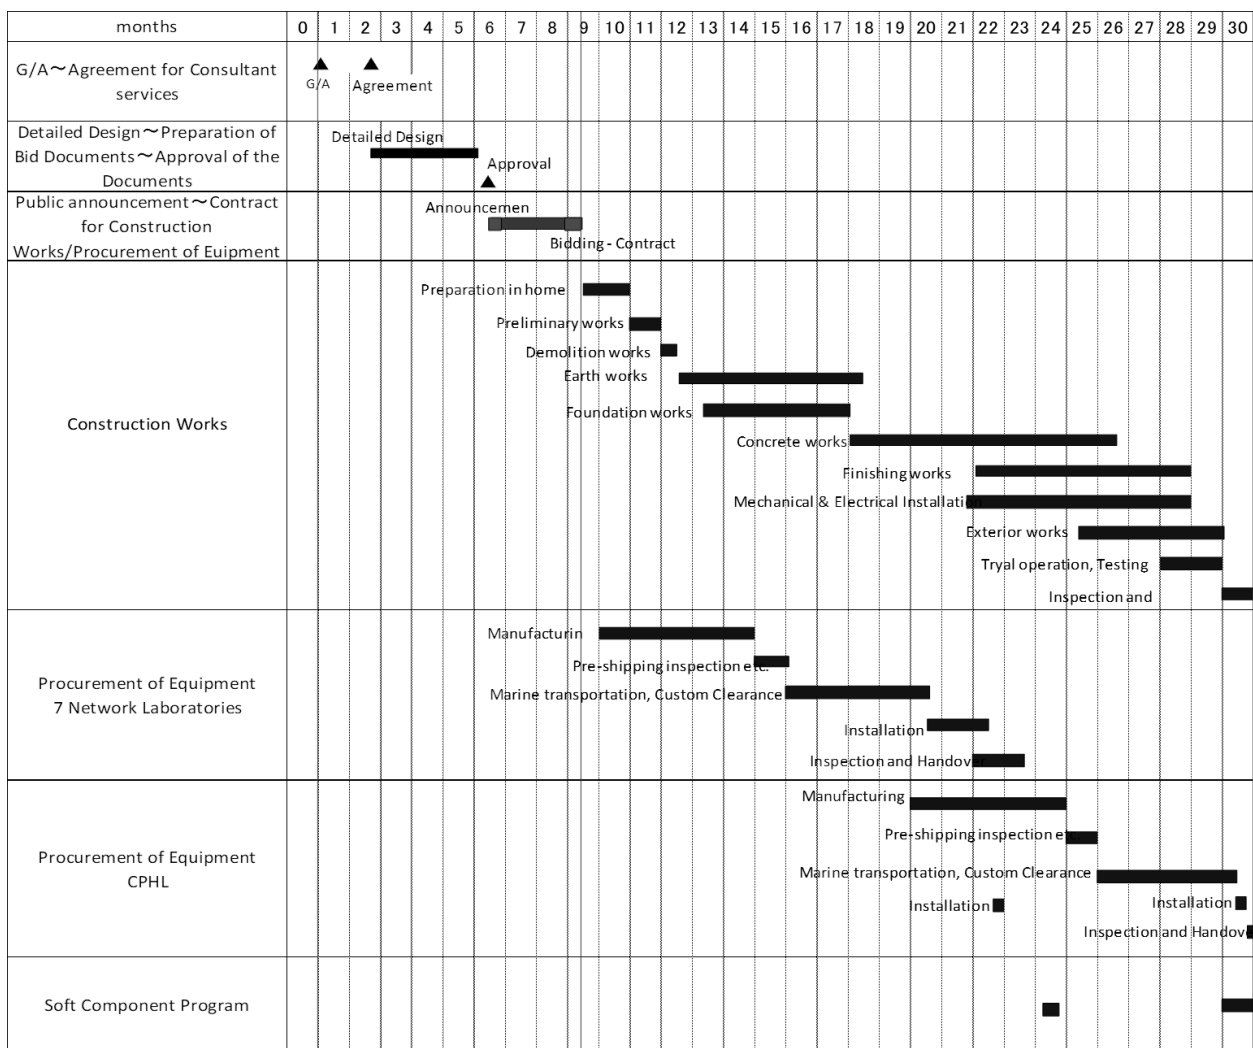 months 0 1 2 3 4 5 6 7 8 9 10 11 12 13 14 15 16 17 18 19 20 21 22 23 24 25 26 27 28 29 30
G/A～Agreement for Consultant
services
G/A
Agreement
Detailed Design～Preparation of
Bid Documents～Approval of the
Documents
Detailed Design
Approval
Public announcement～Contract
for Construction
Works/Procurement of Euipment
Announcemen
Bidding - Contract
Construction Works
Preparation in home
Preliminary works
Demolition works
Earth works
Foundation works
Concrete works
Finishing works
Mechanical & Electrical Installation
Exterior works
Tryal operation, Testing
Inspection and
Procurement of Equipment
7 Network Laboratories
Manufacturin
Pre-shipping inspection etc.
Marine transportation, Custom Clearance
Installation
Inspection and Handover
Procurement of Equipment
CPHL
Manufacturing
Pre-shipping inspection etc.
Marine transportation, Custom Clearance
Installation
Installation
Inspection and Handove
Soft Component Program